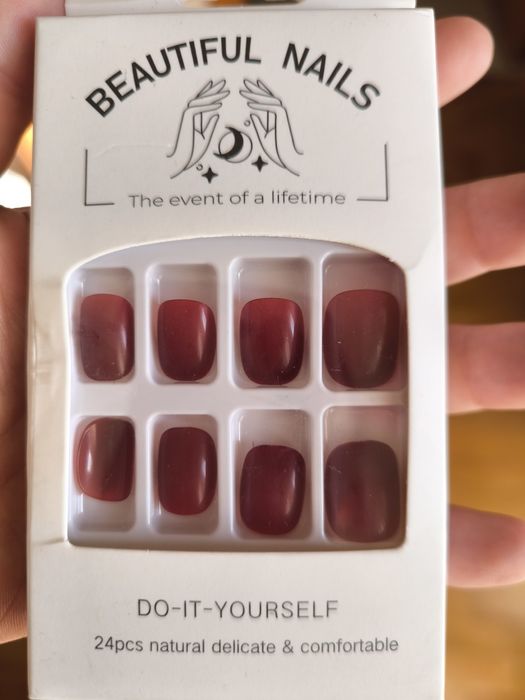 BEAUTIFUL NAILS
The event of a lifetime
DO-IT-YOURSELF
24pcs natural delicate & comfortable